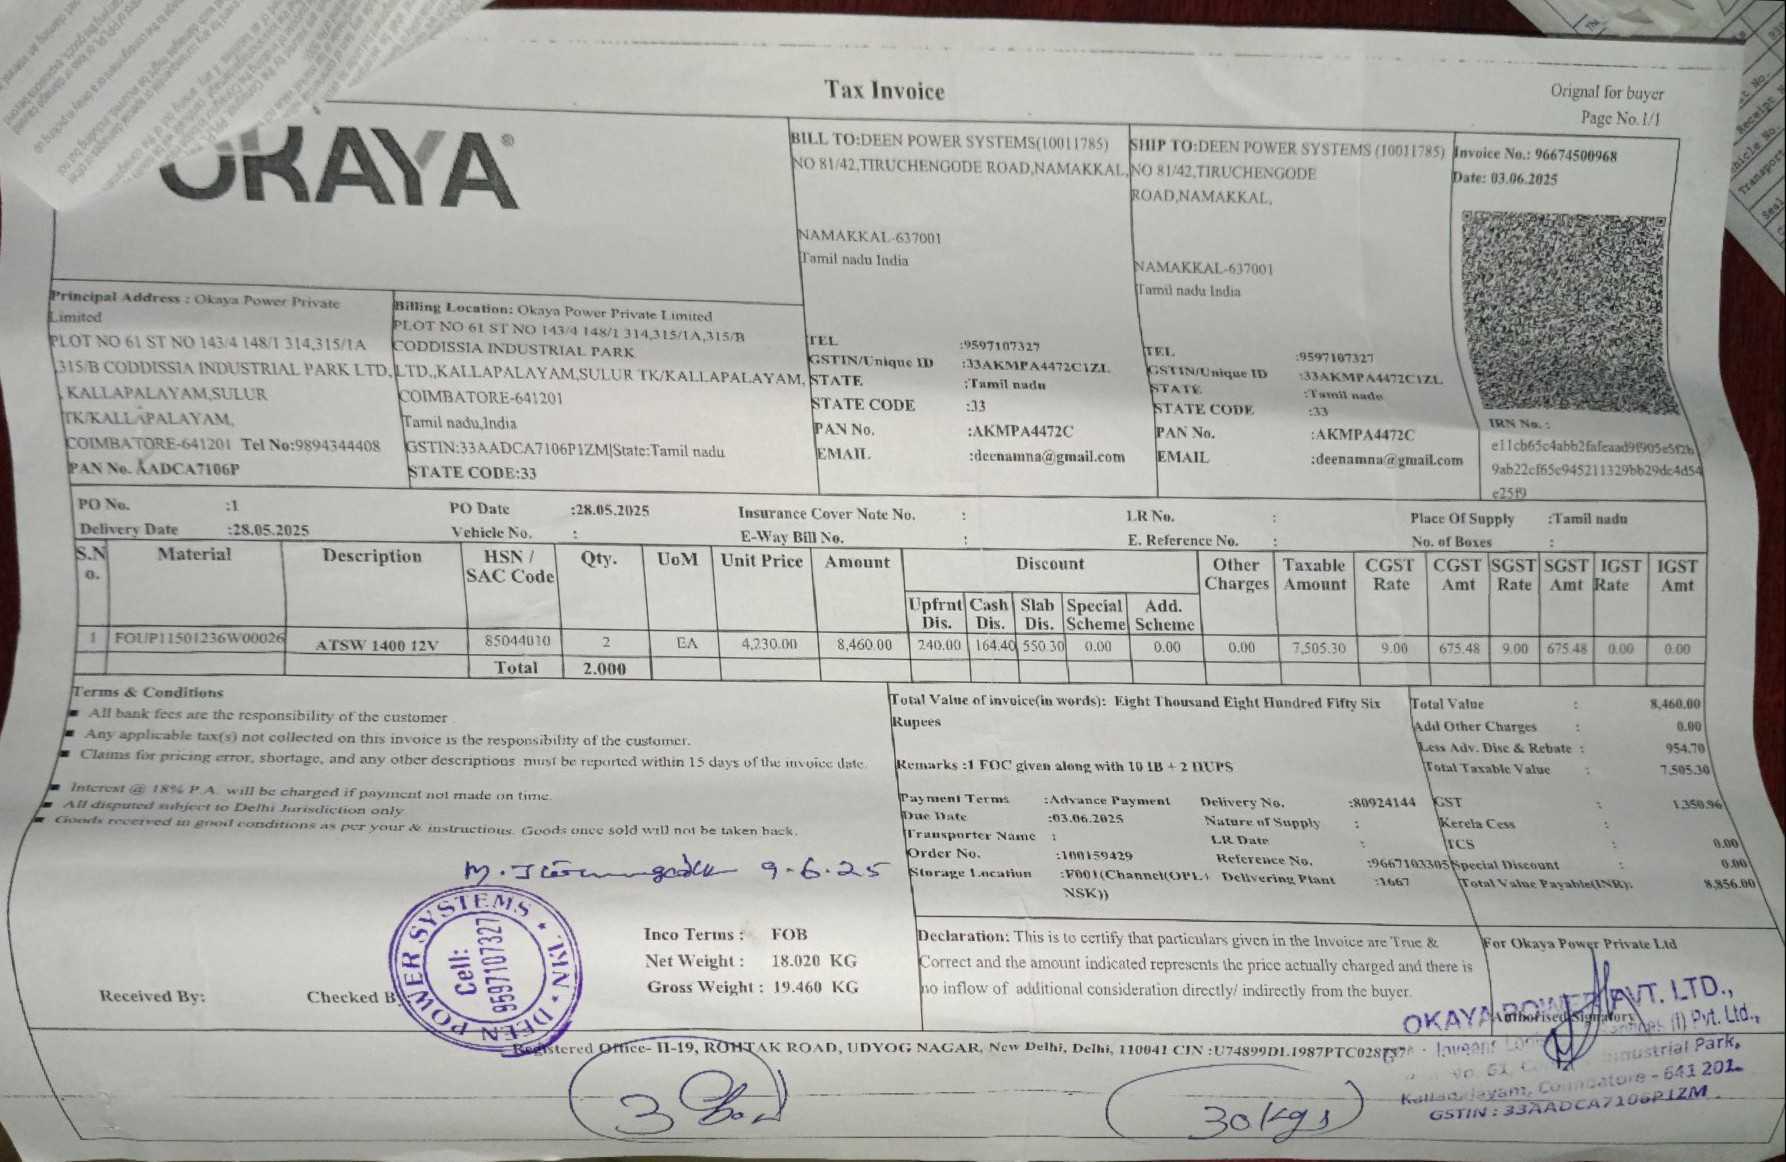 Tax Invoice
Orignal for buyer
Page No.1/1
OKAYA®
BILL TO:DEEN POWER SYSTEMS(10011785)
NO 81/42,TIRUCHENGODE ROAD,NAMAKKAL,
NAMAKKAL-637001
Tamil nadu India
TEL :9597107327
GSTIN/Unique ID :33AKMPA4472C1ZL
STATE :Tamil nadu
STATE CODE :33
PAN No. :AKMPA4472C
EMAIL :deenamna@gmail.com
SHIP TO:DEEN POWER SYSTEMS (10011785)
NO 81/42,TIRUCHENGODE
ROAD,NAMAKKAL,
NAMAKKAL-637001
Tamil nadu India
TEL :9597107327
GSTIN/Unique ID :33AKMPA4472C1ZL
STATE :Tamil nadu
STATE CODE :33
PAN No. :AKMPA4472C
EMAIL :deenamna@gmail.com
Invoice No.: 96674500968
Date: 03.06.2025
IRN No. :
e11cb65c4abb2fafeaad9f905e5f2b
9ab22cf65c945211329bb29dc4d54
e25f9
Principal Address : Okaya Power Private
Limited
PLOT NO 61 ST NO 143/4 148/1 314,315/1A
,315/B CODDISSIA INDUSTRIAL PARK LTD,
, KALLAPALAYAM,SULUR
TK/KALLAPALAYAM,
COIMBATORE-641201 Tel No:9894344408
PAN No. AADCA7106P
Billing Location: Okaya Power Private Limited
PLOT NO 61 ST NO 143/4 148/1 314,315/1A,315/B
CODDISSIA INDUSTRIAL PARK
LTD.,KALLAPALAYAM,SULUR TK/KALLAPALAYAM,
COIMBATORE-641201
Tamil nadu,India
GSTIN:33AADCA7106P1ZM|State:Tamil nadu
STATE CODE:33
PO No. :1 PO Date :28.05.2025 Insurance Cover Note No. : LR No. : Place Of Supply :Tamil nadu
Delivery Date :28.05.2025 Vehicle No. : E-Way Bill No. : E. Reference No. : No. of Boxes :
S.No. Material Description HSN / SAC Code Qty. UoM Unit Price Amount Discount Other Charges Taxable Amount CGST Rate CGST Amt SGST Rate SGST Amt IGST Rate IGST Amt
Upfrnt Dis. Cash Dis. Slab Dis. Special Scheme Add. Scheme
1 FOUP11501236W00026 ATSW 1400 12V 85044010 2 EA 4,230.00 8,460.00 240.00 164.40 550.30 0.00 0.00 0.00 7,505.30 9.00 675.48 9.00 675.48 0.00 0.00
Total 2.000
Terms & Conditions
All bank fees are the responsibility of the customer
Any applicable tax(s) not collected on this invoice is the responsibility of the customer.
Claims for pricing error, shortage, and any other descriptions must be reported within 15 days of the invoice date.
Interest @ 18% P.A. will be charged if payment not made on time.
All disputed subject to Delhi Jurisdiction only
Goods received in good conditions as per your & instructions. Goods once sold will not be taken back.
Total Value of invoice(in words): Eight Thousand Eight Hundred Fifty Six
Rupees
Remarks :1 FOC given along with 10 IB + 2 HUPS
Payment Terms :Advance Payment Delivery No. :80924144
Due Date :03.06.2025 Nature of Supply :
Transporter Name : LR Date :
Order No. :100159429 Reference No. :9667103305
Storage Location :F001(Channel(OPL- Delivering Plant :1667
NSK))
Total Value : 8,460.00
Add Other Charges : 0.00
Less Adv. Disc & Rebate : 954.70
Total Taxable Value : 7,505.30
GST : 1,350.96
Kerela Cess :
TCS : 0.00
Special Discount : 0.00
Total Value Payable(INR): 8,856.00
9.6.25
DEEN POWER SYSTEMS
NKL
Cell:
9597107327
Inco Terms : FOB
Net Weight : 18.020 KG
Gross Weight : 19.460 KG
Received By: Checked B
Declaration: This is to certify that particulars given in the Invoice are True &
Correct and the amount indicated represents the price actually charged and there is
no inflow of additional consideration directly/ indirectly from the buyer.
For Okaya Power Private Ltd
Authorised Signatory
OKAYA POWER PVT. LTD.,
(I) Pvt. Ltd.,
No. 61,
Industrial Park,
Coimbatore - 641 201.
GSTIN : 33AADCA7106P1ZM
Registered Office- H-19, ROHTAK ROAD, UDYOG NAGAR, New Delhi, Delhi, 110041 CIN :U74899DL1987PTC028737
3
30 kgs